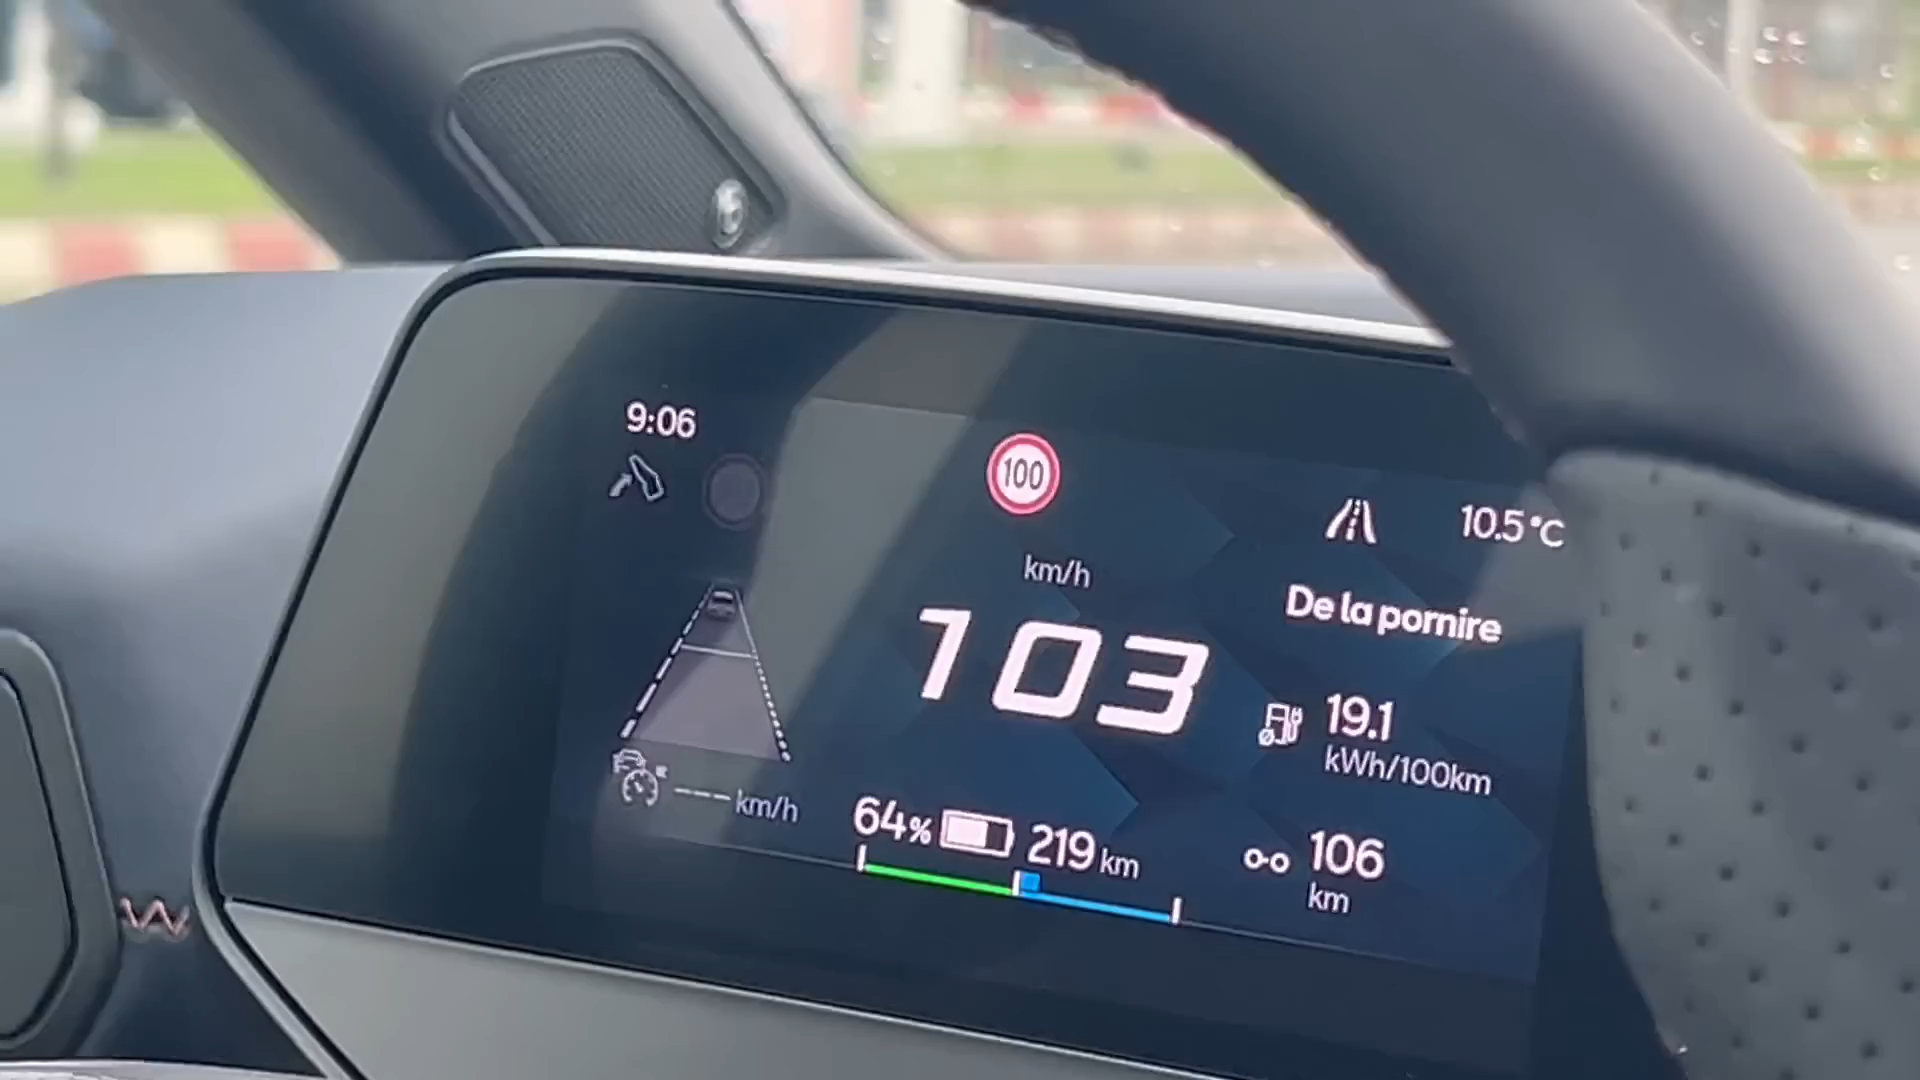 9:06
100
10.5°C
km/h
103
De la pornire
19.1
kWh/100km
--- km/h
64% 219 km
106
km